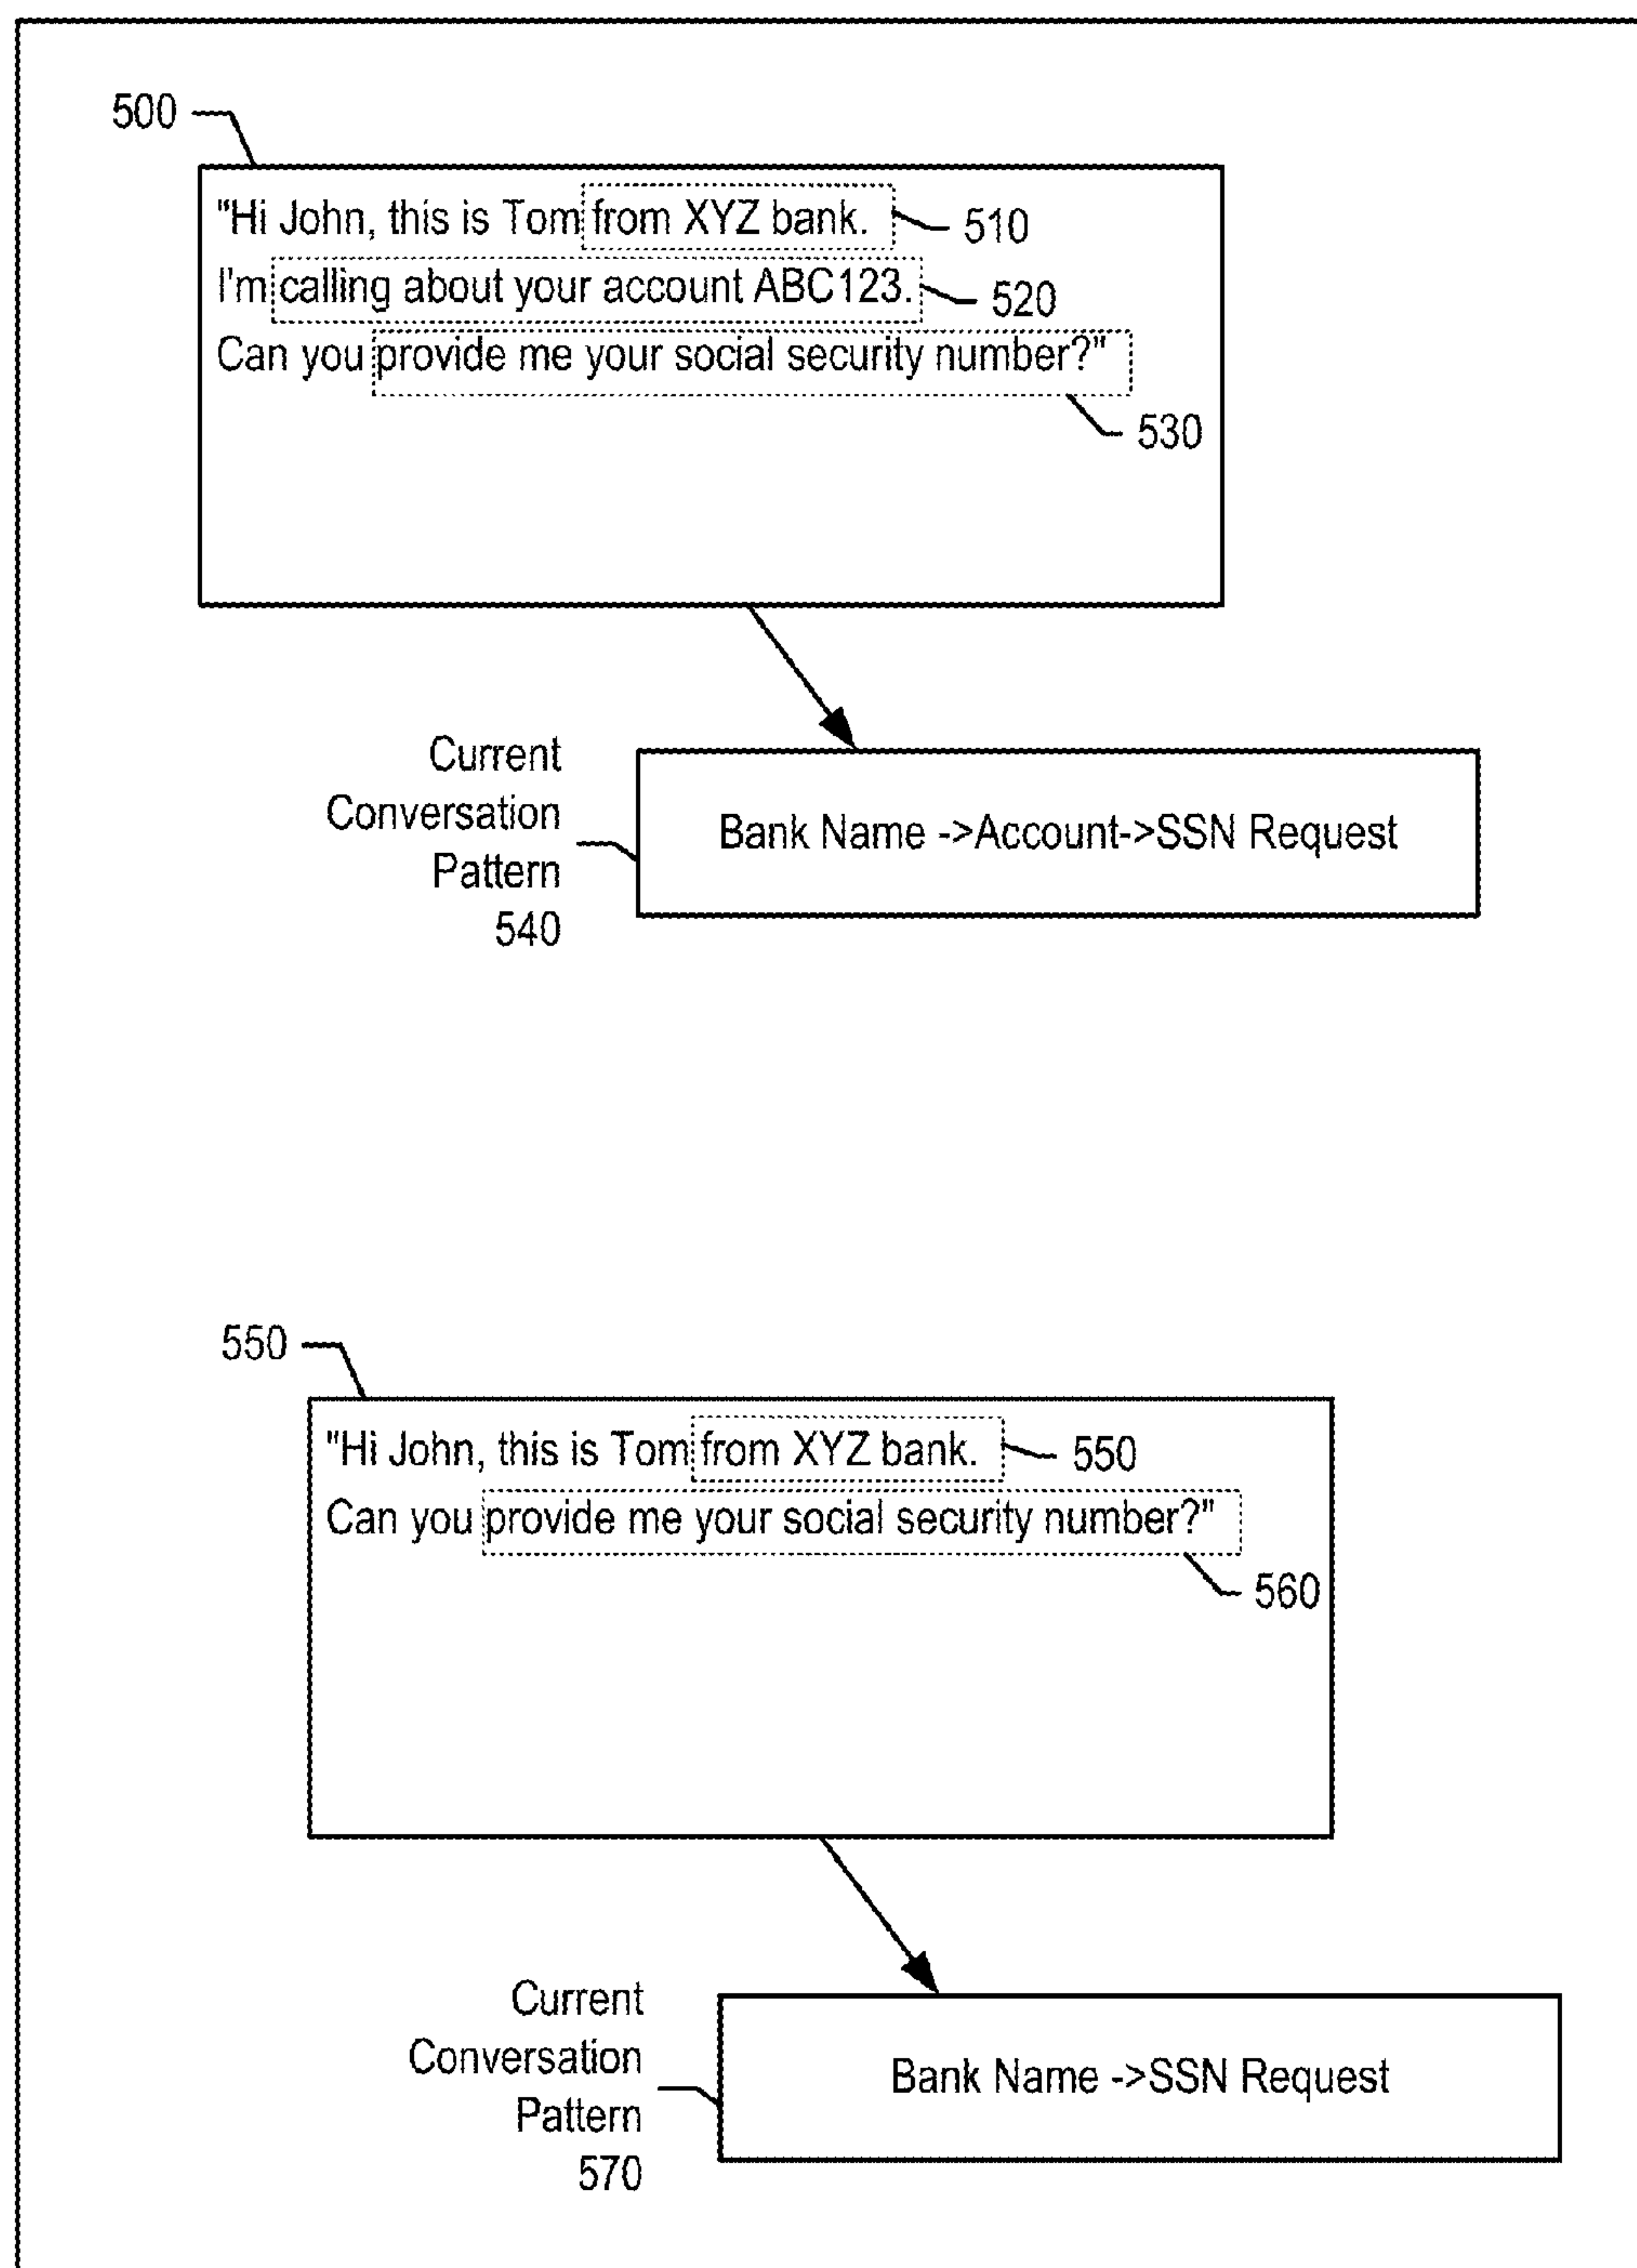 500
"Hi John, this is Tom from XYZ bank.
510
I'm calling about your account ABC123.
520
Can you provide me your social security number?"
530
Current
Conversation
Pattern
540
Bank Name ->Account->SSN Request
550
"Hi John, this is Tom from XYZ bank.
550
Can you provide me your social security number?"
560
Current
Conversation
Pattern
570
Bank Name ->SSN Request